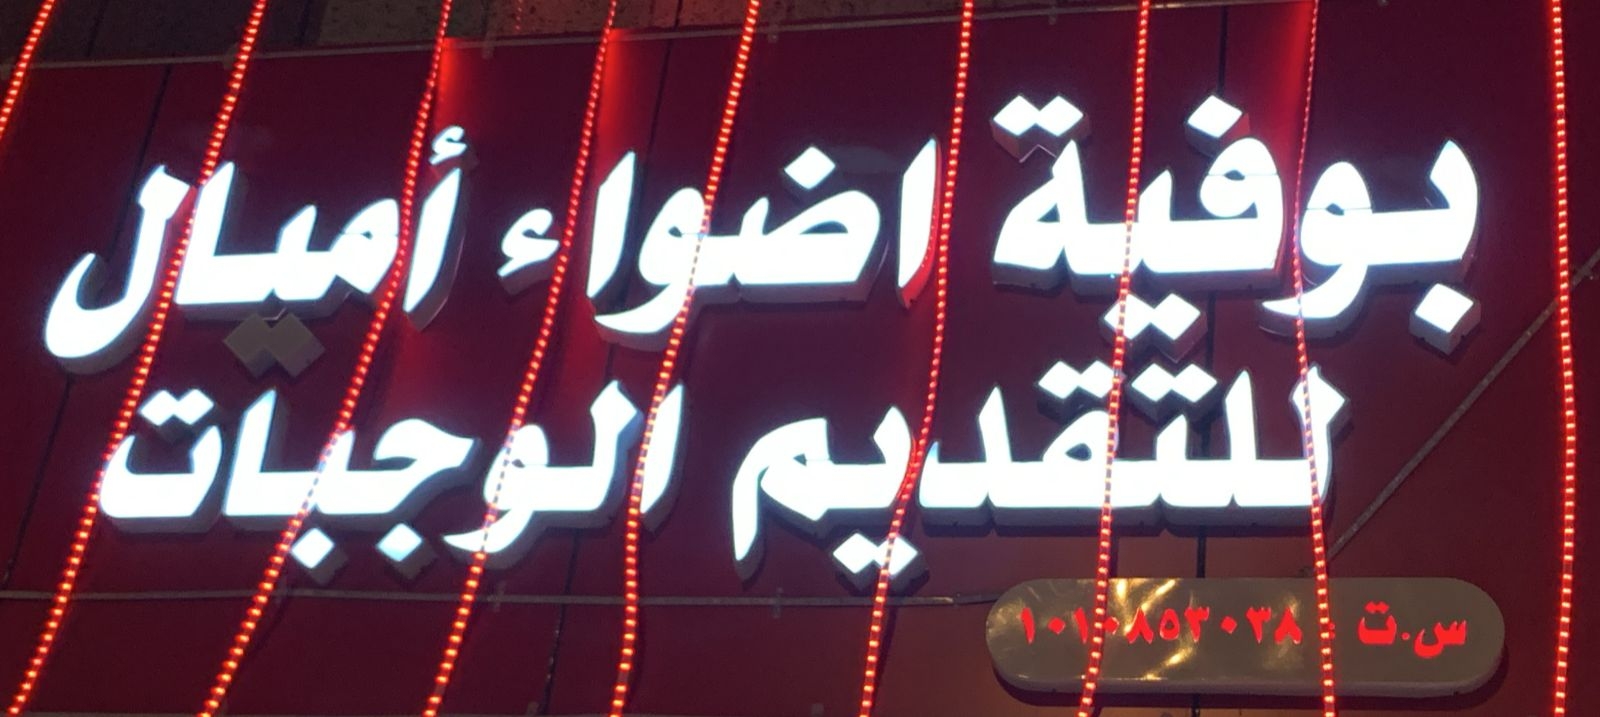 بوفية اضواء أميال
للتقديم الوجبات
س.ت : ١٠١٠٨٥٣٠٣٨